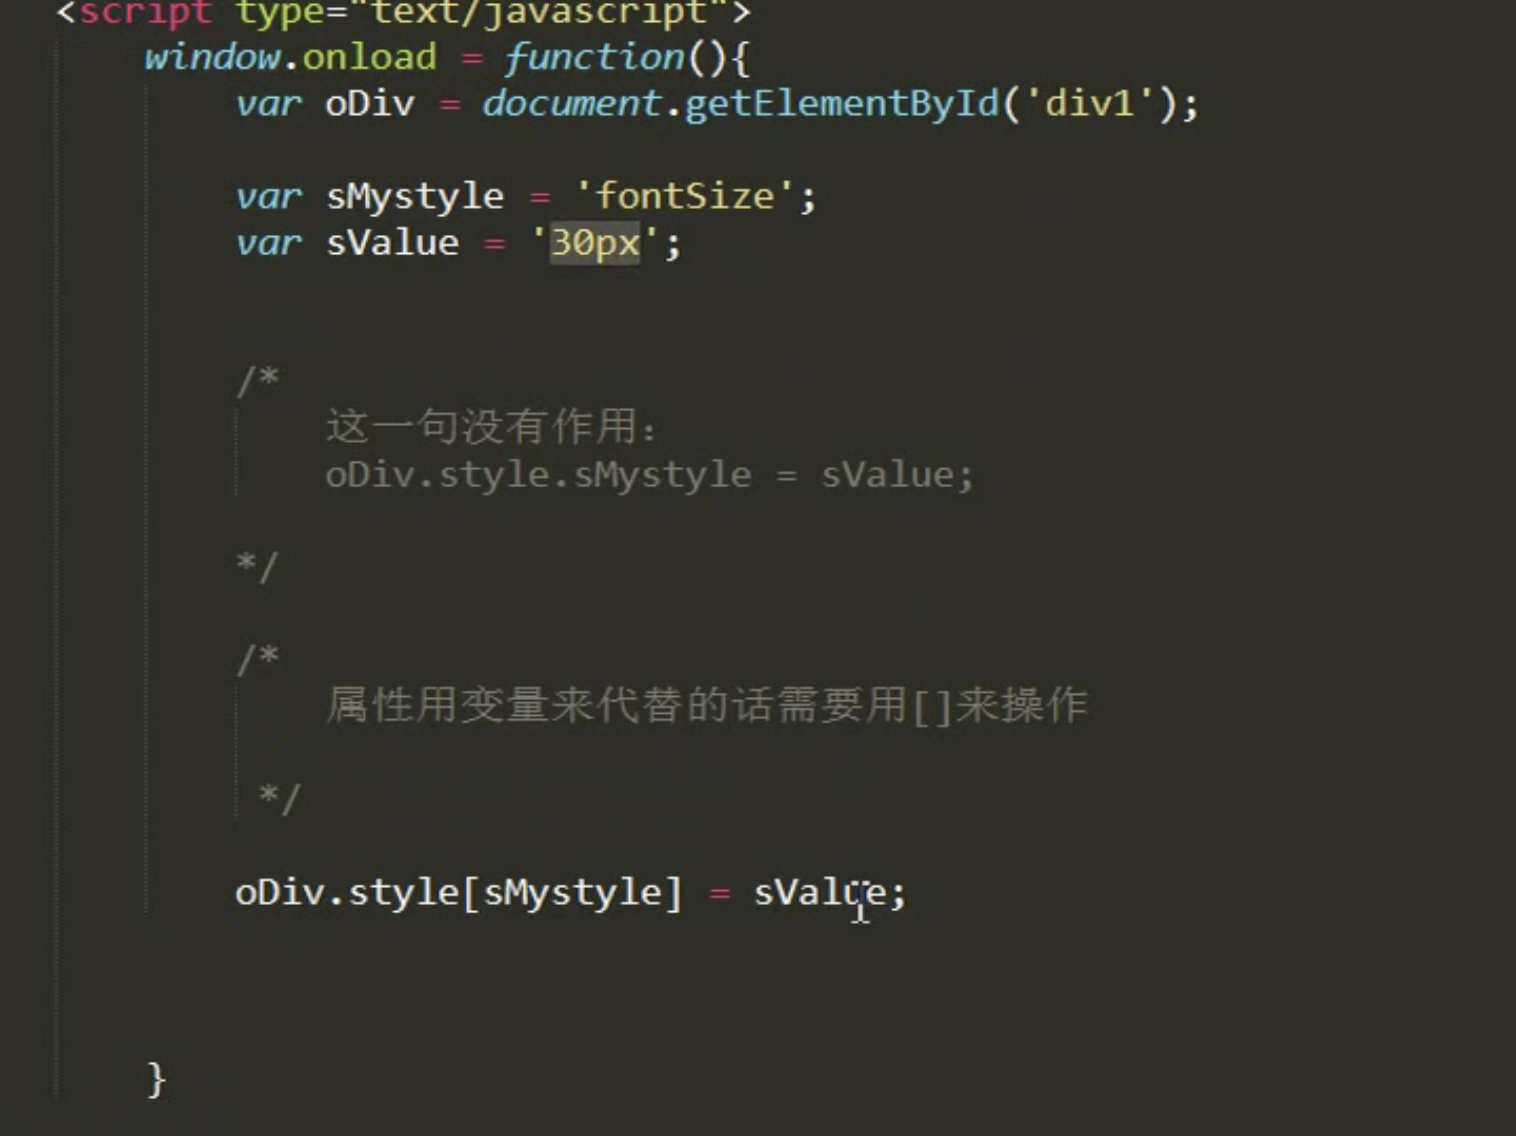 <script type="text/javascript">
window.onload = function(){
var oDiv = document.getElementById('div1');
var sMystyle = 'fontSize';
var sValue = '30px';
/*
这一句没有作用：
oDiv.style.sMystyle = sValue;
*/
/*
属性用变量来代替的话需要用[]来操作
*/
oDiv.style[sMystyle] = sValue;
}